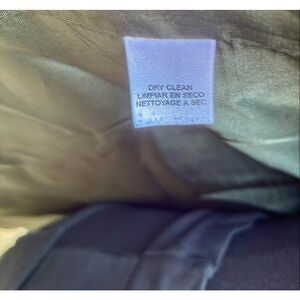 DRY CLEAN
LIMPIAR EN SECO
NETTOYAGE A SEC